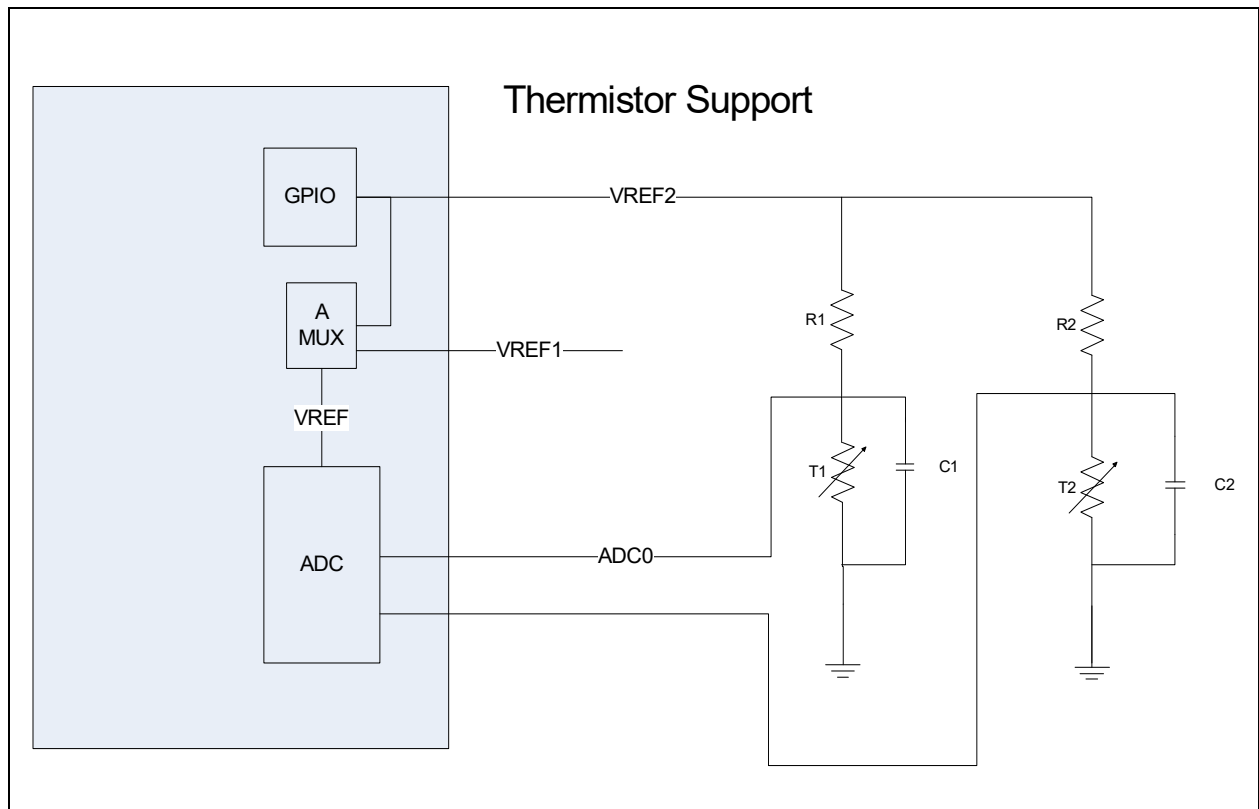 Thermistor Support
GPIO
VREF2
A
MUX
VREF1
R1
R2
VREF
T1
C1
T2
C2
ADC
ADC0